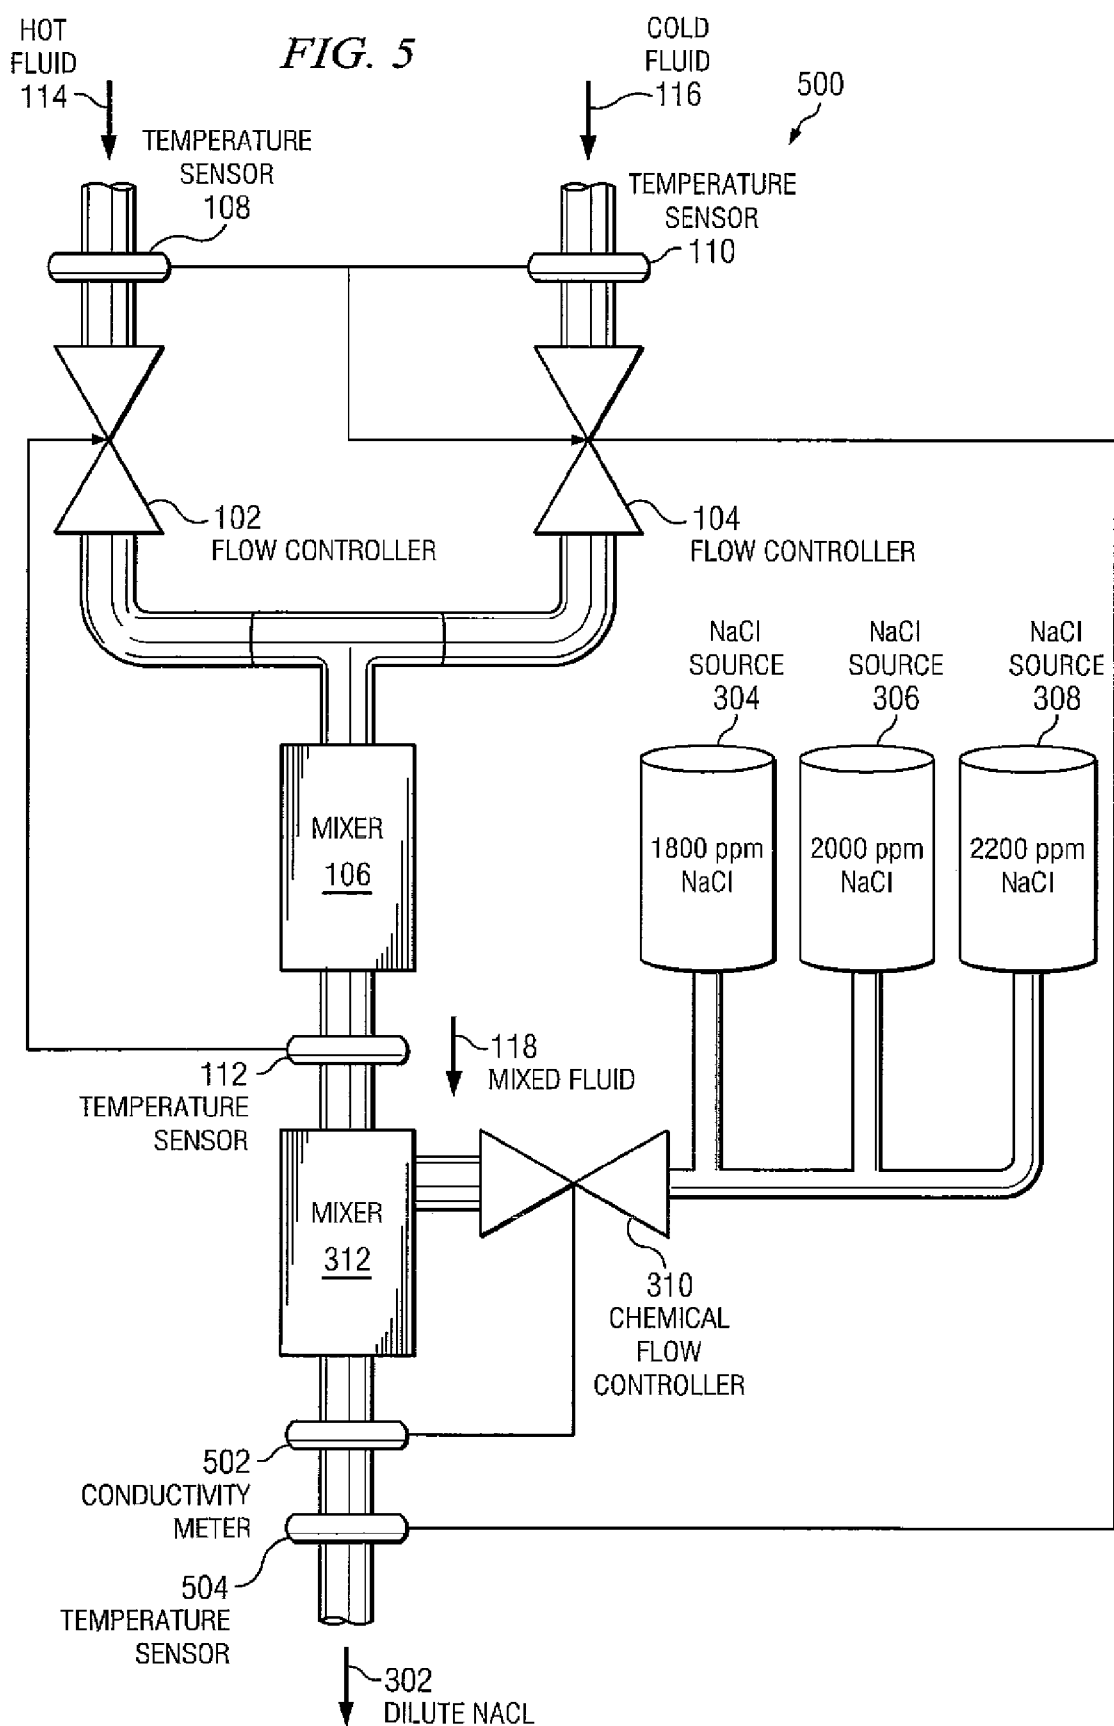 HOT
FLUID
114
FIG. 5
COLD
FLUID
116
500
TEMPERATURE
SENSOR
108
TEMPERATURE
SENSOR
110
102
FLOW CONTROLLER
104
FLOW CONTROLLER
NaCl
SOURCE
304
NaCl
SOURCE
306
NaCl
SOURCE
308
MIXER
106
1800 ppm
NaCl
2000 ppm
NaCl
2200 ppm
NaCl
112
TEMPERATURE
SENSOR
118
MIXED FLUID
MIXER
312
310
CHEMICAL
FLOW
CONTROLLER
502
CONDUCTIVITY
METER
504
TEMPERATURE
SENSOR
302
DILUTE NACL